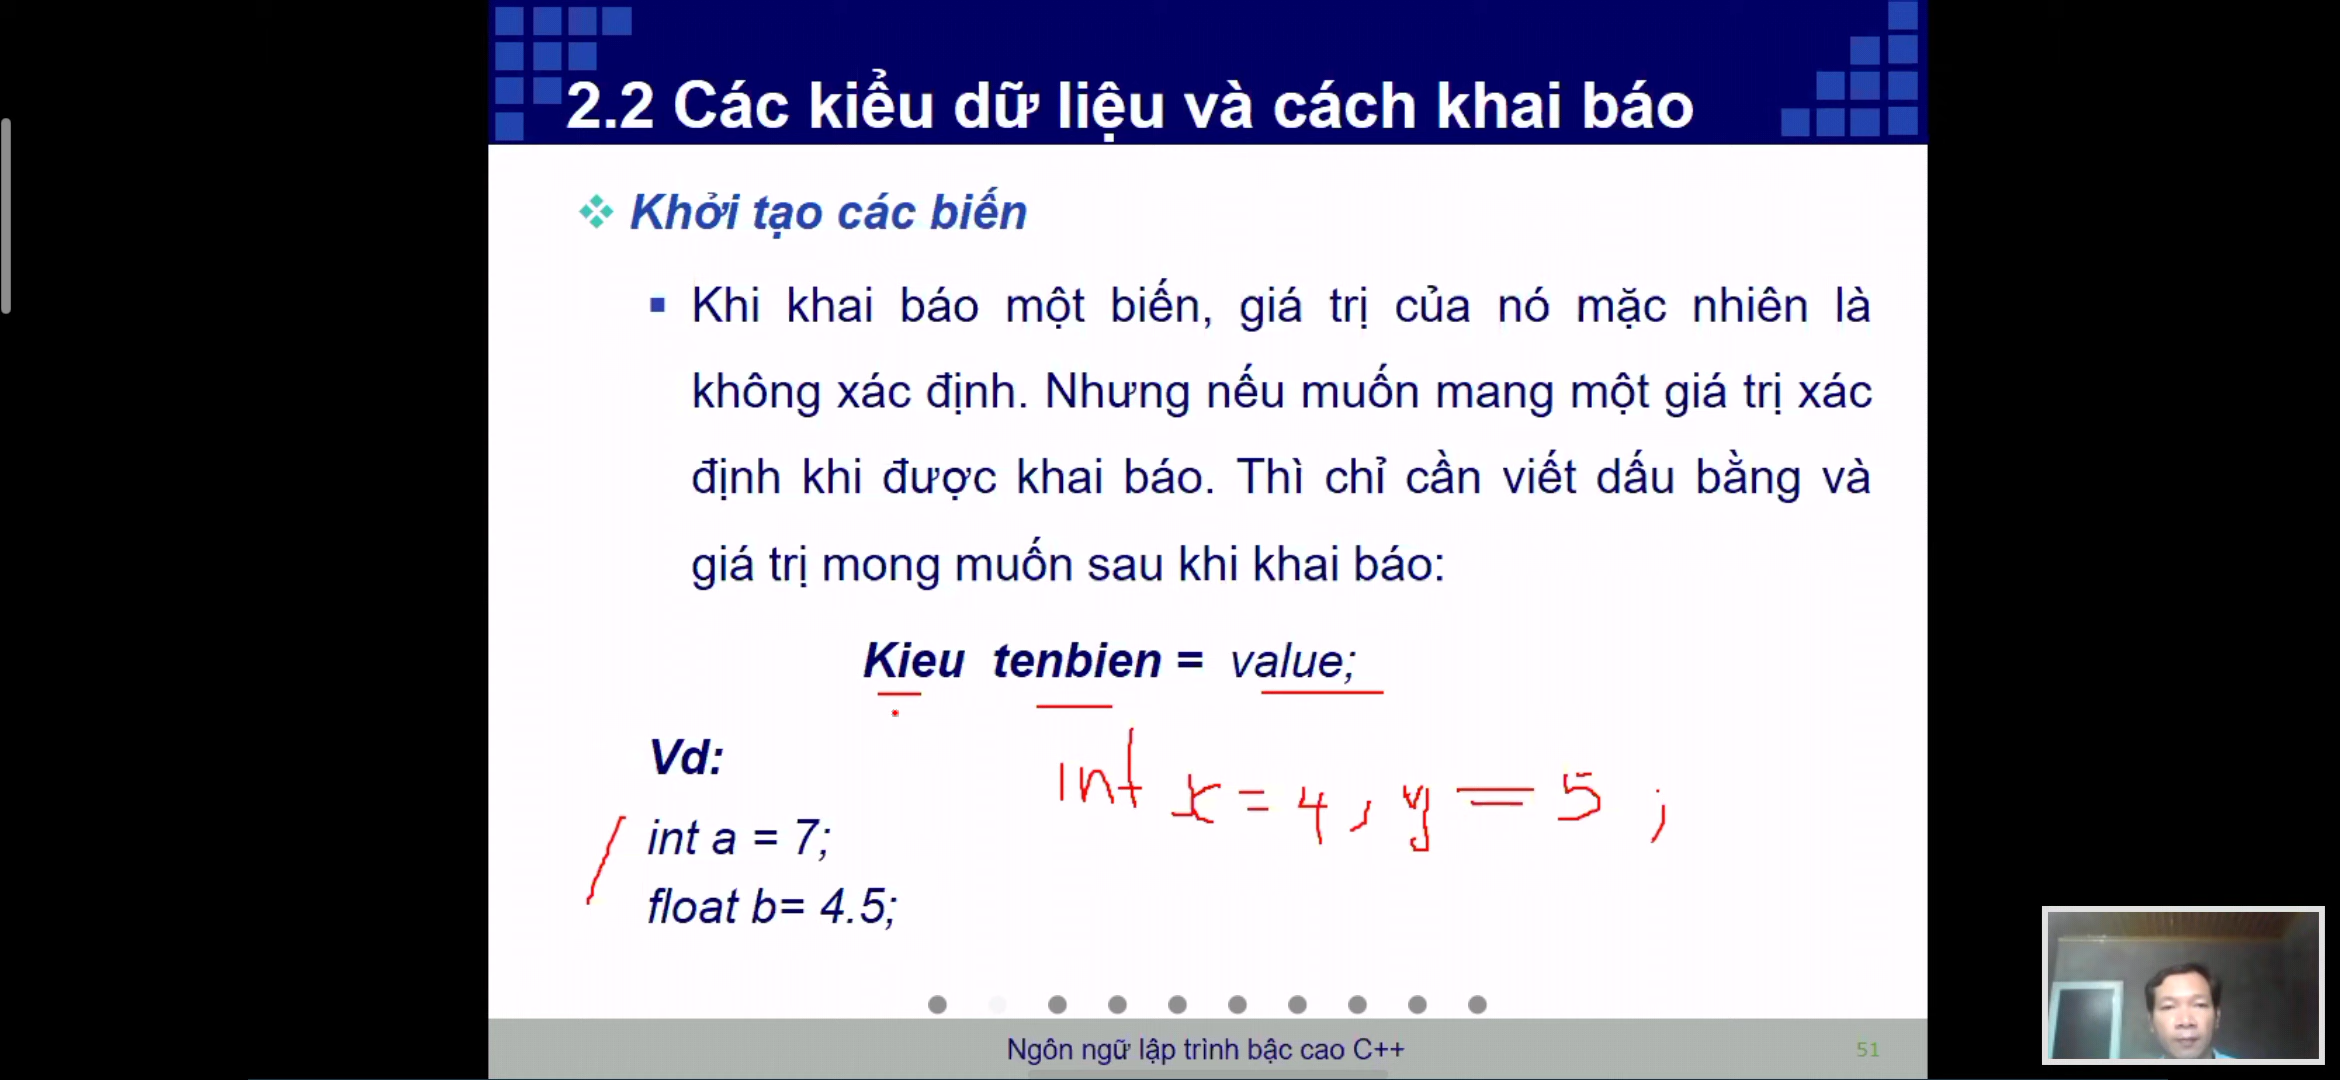 2.2 Các kiểu dữ liệu và cách khai báo
Khởi tạo các biến
Khi khai báo một biến, giá trị của nó mặc nhiên là
không xác định. Nhưng nếu muốn mang một giá trị xác
định khi được khai báo. Thì chỉ cần viết dấu bằng và
giá trị mong muốn sau khi khai báo:
Kieu tenbien = value;
Vd:
int x = 4, y = 5 ;
int a = 7;
float b= 4.5;
Ngôn ngữ lập trình bậc cao C++
51